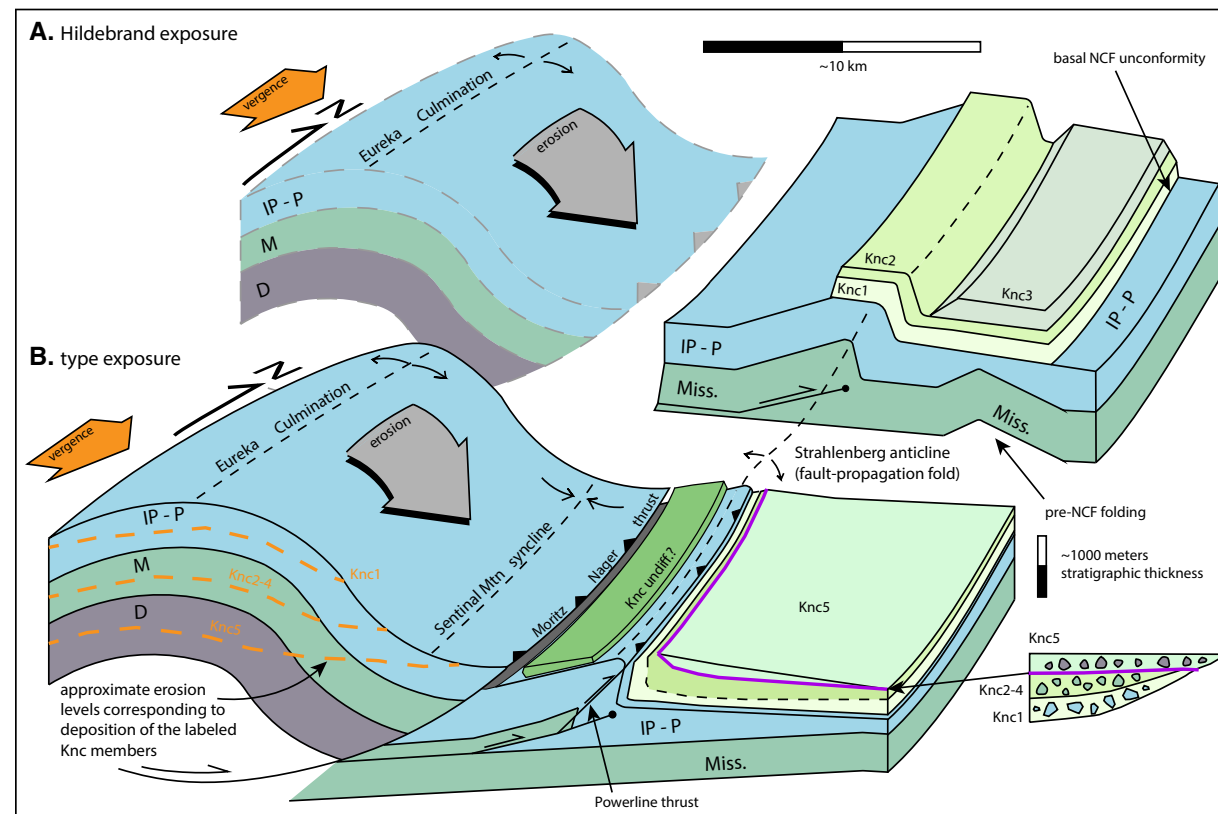 A. Hildebrand exposure
~10 km
basal NCF unconformity
vergence
N
Eureka Culmination
erosion
IP - P
M
D
Knc2
Knc1
Knc3
IP - P
IP - P
Miss.
Miss.
B. type exposure
N
vergence
Eureka Culmination
erosion
Strahlenberg anticline
(fault-propagation fold)
pre-NCF folding
~1000 meters
stratigraphic thickness
IP - P
M
D
Knc1
Knc2-4
Knc5
Sentinal Mtn syncline
Moritz Nager thrust
Knc undiff.?
Knc5
Knc5
Knc2-4
Knc1
approximate erosion
levels corresponding to
deposition of the labeled
Knc members
IP - P
Miss.
Powerline thrust